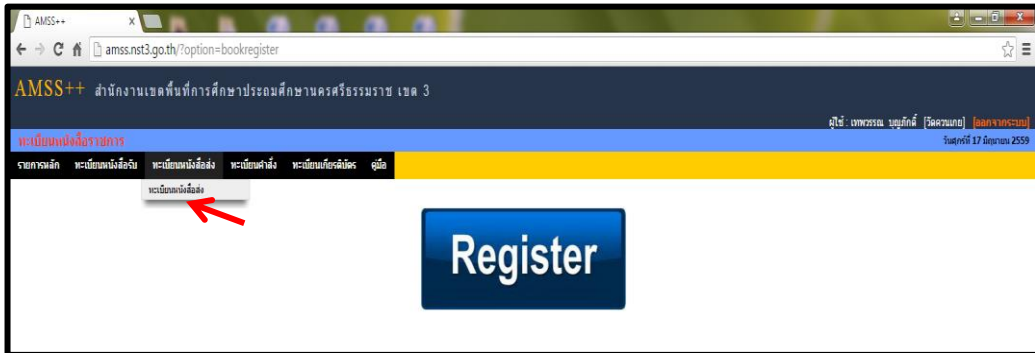 AMSS++
amss.nst3.go.th/?option=bookregister
AMSS++ สำนักงานเขตพื้นที่การศึกษาประถมศึกษานครศรีธรรมราช เขต 3
ผู้ใช้ : เทพวรรณ บุญภักดิ์ [วัดควนเกย] [ออกจากระบบ]
ทะเบียนหนังสือราชการ วันศุกร์ที่ 17 มิถุนายน 2559
รายการหลัก ทะเบียนหนังสือรับ ทะเบียนหนังสือส่ง ทะเบียนคำสั่ง ทะเบียนเกียรติบัตร คู่มือ
ทะเบียนหนังสือส่ง
Register